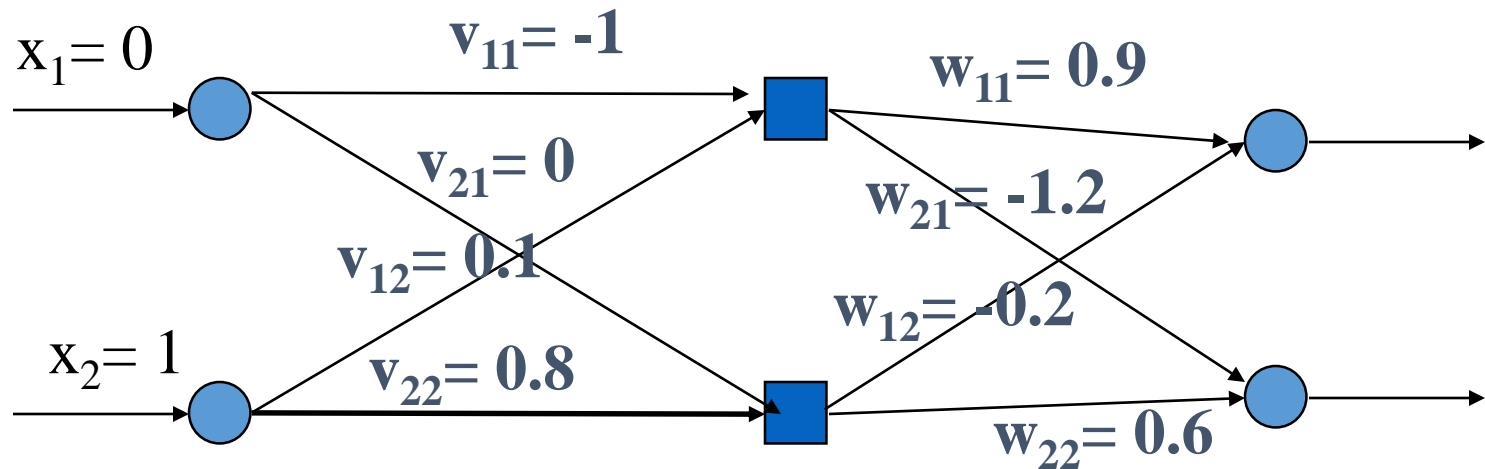 x₁= 0
v₁₁= -1
w₁₁= 0.9
v₂₁= 0
w₂₁= -1.2
v₁₂= 0.1
w₁₂= -0.2
x₂= 1
v₂₂= 0.8
w₂₂= 0.6